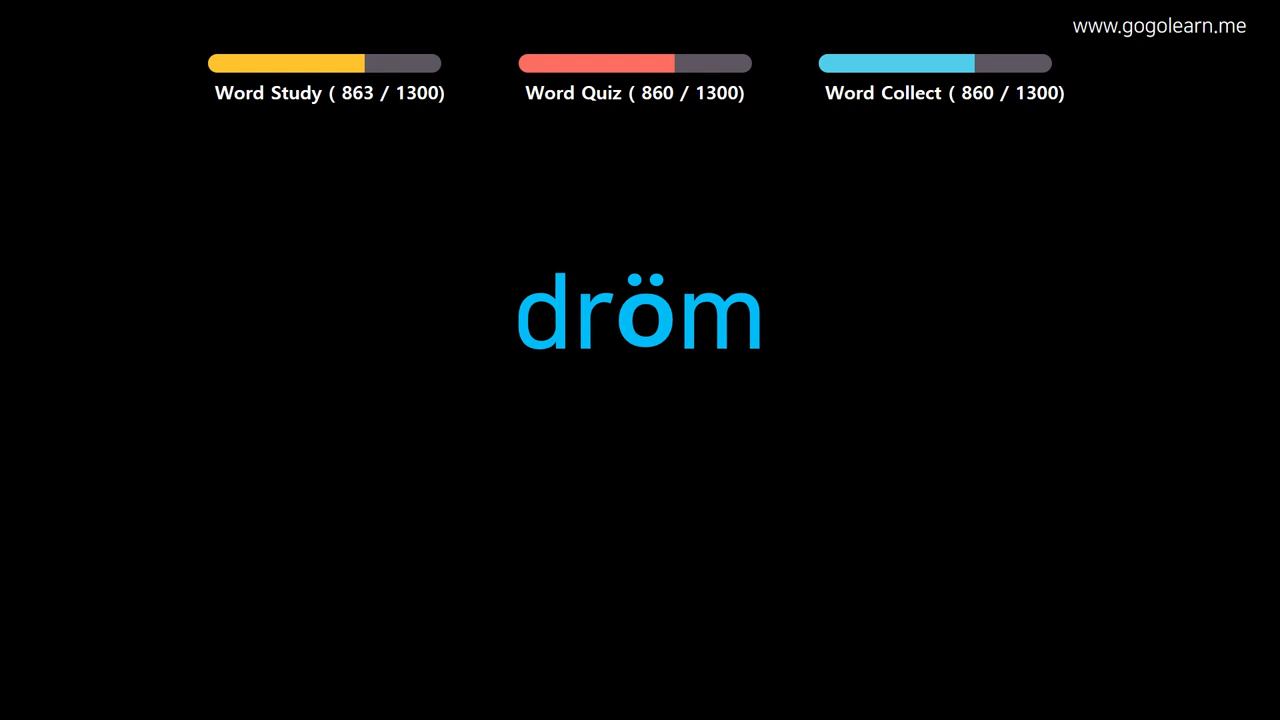 www.gogolearn.me
Word Study ( 863 / 1300)
Word Quiz ( 860 / 1300)
Word Collect ( 860 / 1300)
dröm